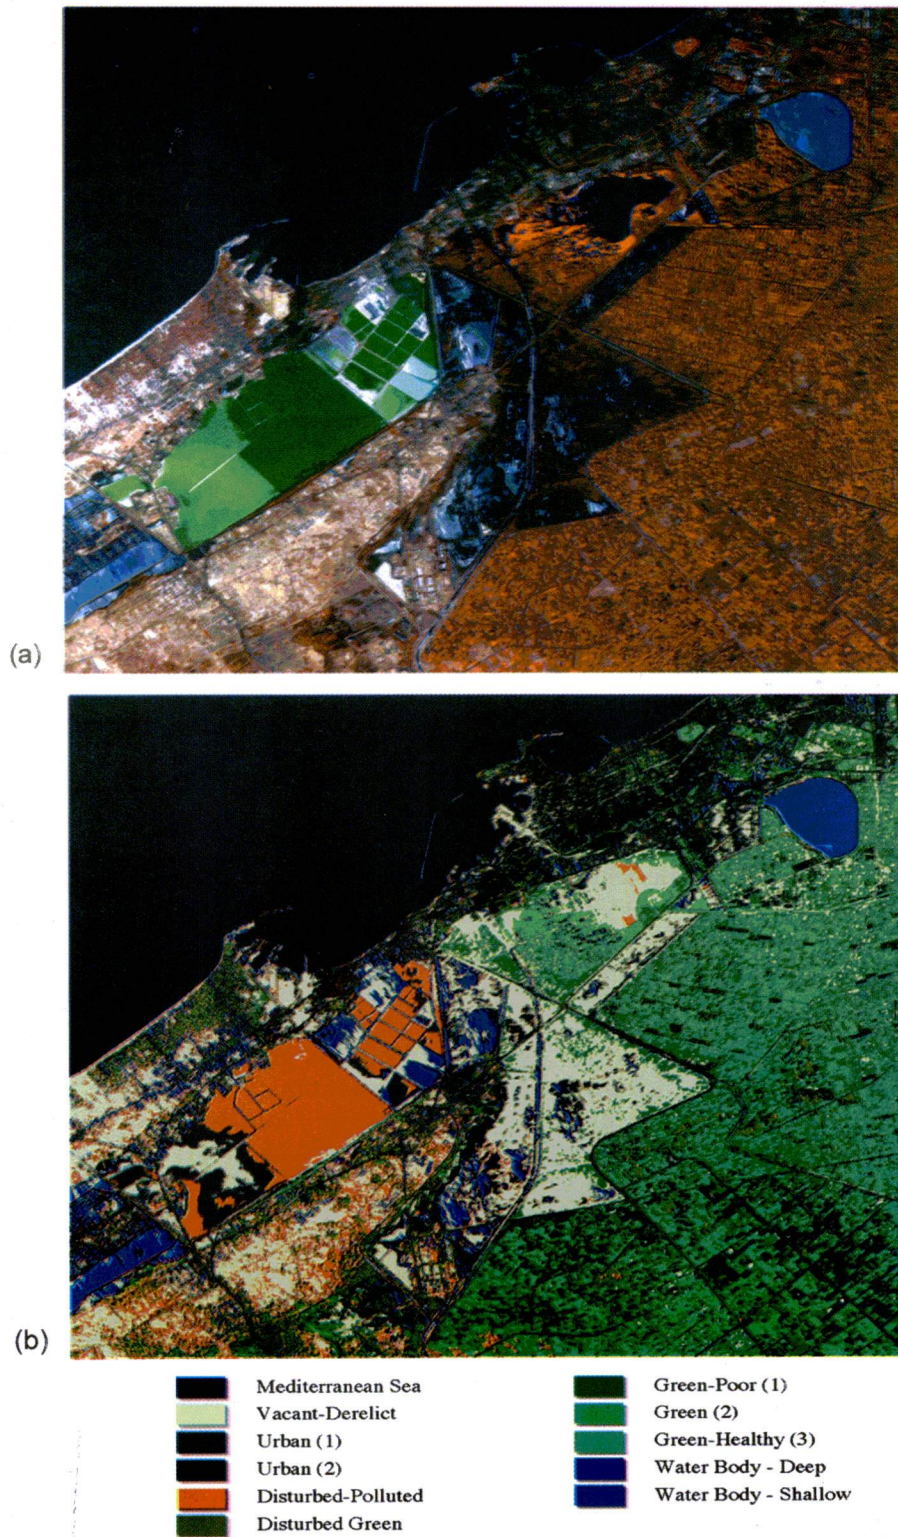 (a)
(b)
Mediterranean Sea
Vacant-Derelict
Urban (1)
Urban (2)
Disturbed-Polluted
Disturbed Green
Green-Poor (1)
Green (2)
Green-Healthy (3)
Water Body - Deep
Water Body - Shallow